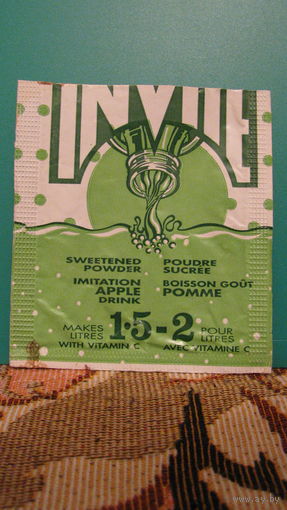 INVITE
SWEETENED POWDER
POUDRE SUCRÉE
IMITATION APPLE DRINK
BOISSON GOÛT POMME
MAKES LITRES 1·5-2 POUR LITRES
WITH VITAMIN C AVEC VITAMINE C
www.ay.by